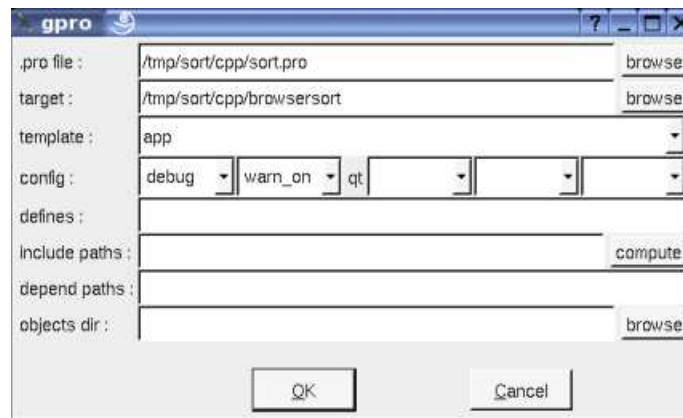 gpro ?
.pro file : /tmp/sort/cpp/sort.pro browse
target : /tmp/sort/cpp/browsersort browse
template : app
config : debug warn_on qt
defines :
include paths : compute
depend paths :
objects dir : browse
OK Cancel